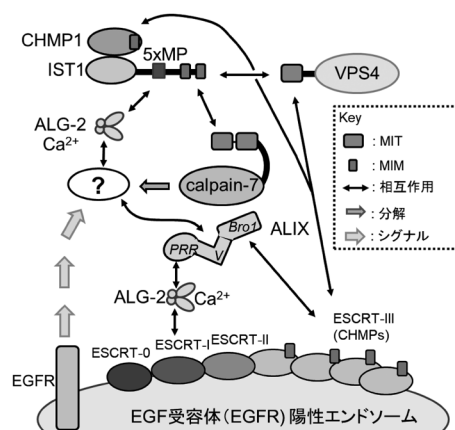 CHMP1
5xMP
IST1
VPS4
ALG-2
Ca2+
Key
: MIT
: MIM
: 相互作用
: 分解
: シグナル
?
calpain-7
Bro1
ALIX
PRR
V
ALG-2
Ca2+
ESCRT-III
(CHMPs)
ESCRT-0
ESCRT-I
ESCRT-II
EGFR
EGF受容体(EGFR) 陽性エンドソーム